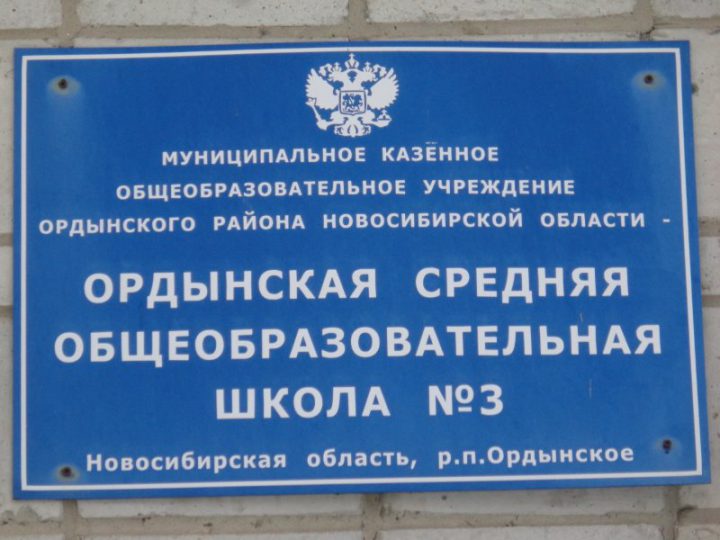 МУНИЦИПАЛЬНОЕ КАЗЁННОЕ
ОБЩЕОБРАЗОВАТЕЛЬНОЕ УЧРЕЖДЕНИЕ
ОРДЫНСКОГО РАЙОНА НОВОСИБИРСКОЙ ОБЛАСТИ -
ОРДЫНСКАЯ СРЕДНЯЯ
ОБЩЕОБРАЗОВАТЕЛЬНАЯ
ШКОЛА №3
Новосибирская область, р.п.Ордынское